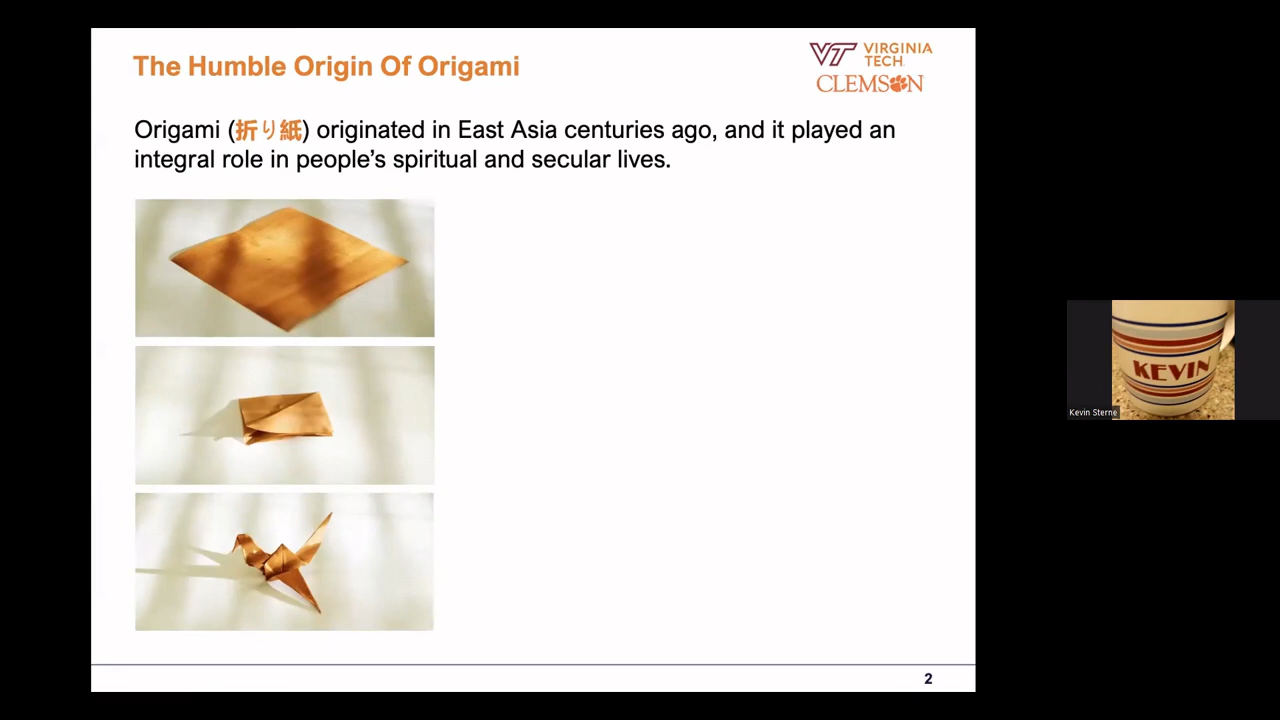 The Humble Origin Of Origami
VT VIRGINIA
TECH
CLEMSON
Origami (折り紙) originated in East Asia centuries ago, and it played an
integral role in people’s spiritual and secular lives.
KEVIN
Kevin Sterne
2